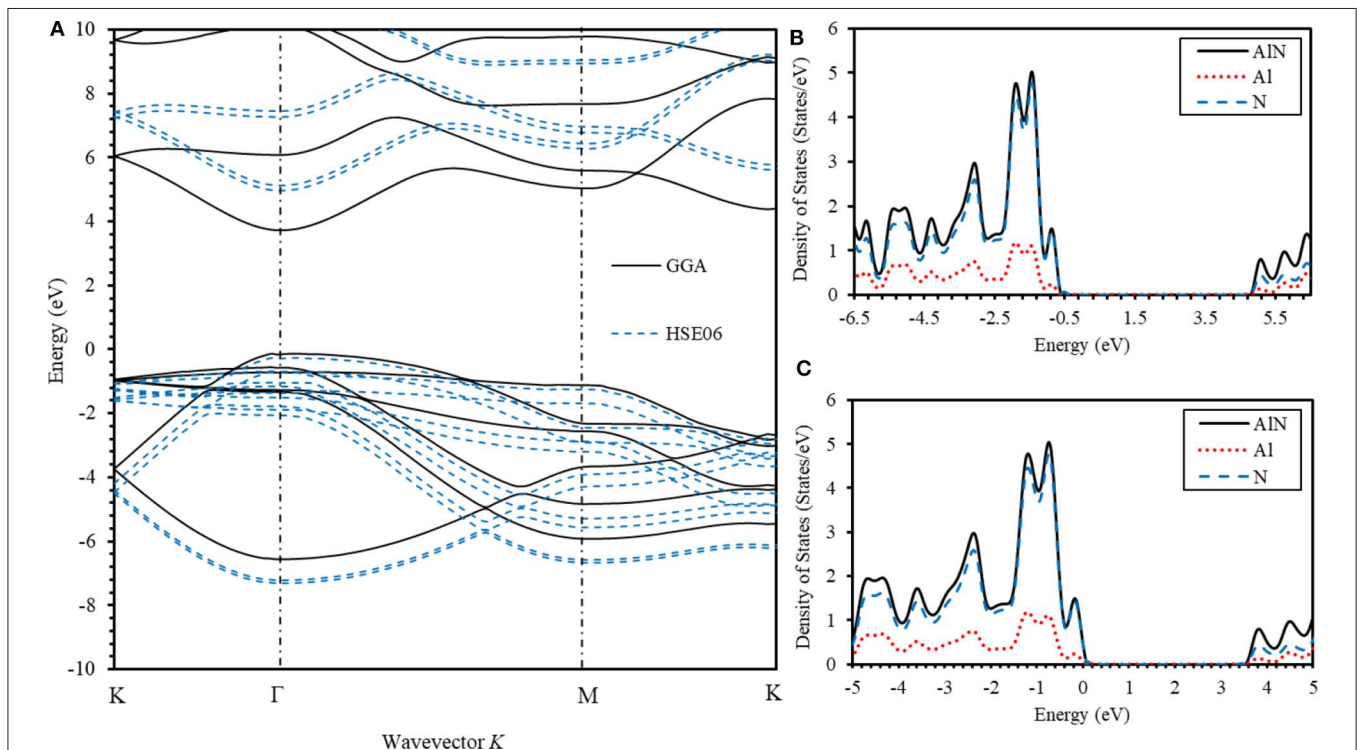 A
10
8
6
4
2
0
-2
-4
-6
-8
-10
Energy (eV)
GGA
HSE06
K Γ M K
Wavevector K
B
6
5
4
3
2
1
0
Density of States (States/eV)
AlN
Al
N
-6.5 -4.5 -2.5 -0.5 1.5 3.5 5.5
Energy (eV)
C
6
5
4
3
2
1
0
Density of States (States/eV)
AlN
Al
N
-5 -4 -3 -2 -1 0 1 2 3 4 5
Energy (eV)